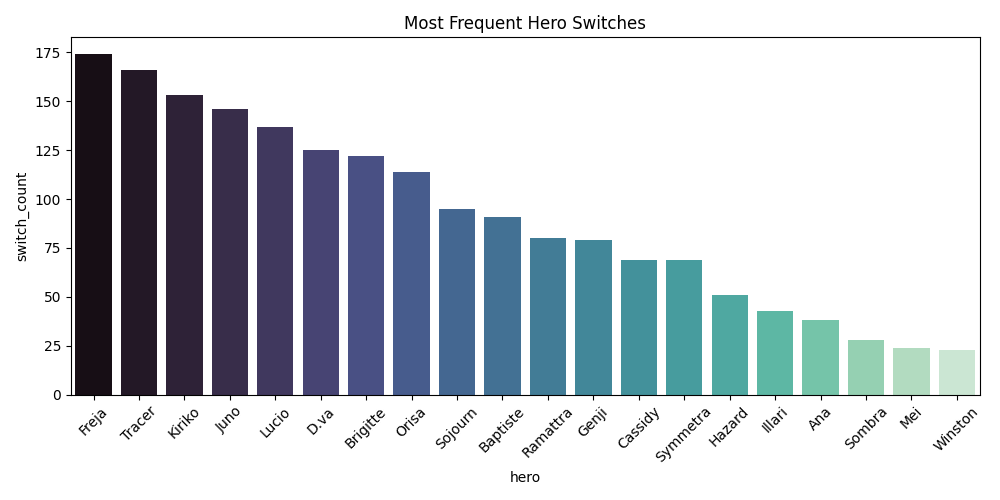 Most Frequent Hero Switches
switch_count
175
150
125
100
75
50
25
0
Freja
Tracer
Kiriko
Juno
Lucio
D.va
Brigitte
Orisa
Sojourn
Baptiste
Ramattra
Genji
Cassidy
Symmetra
Hazard
Illari
Ana
Sombra
Mei
Winston
hero